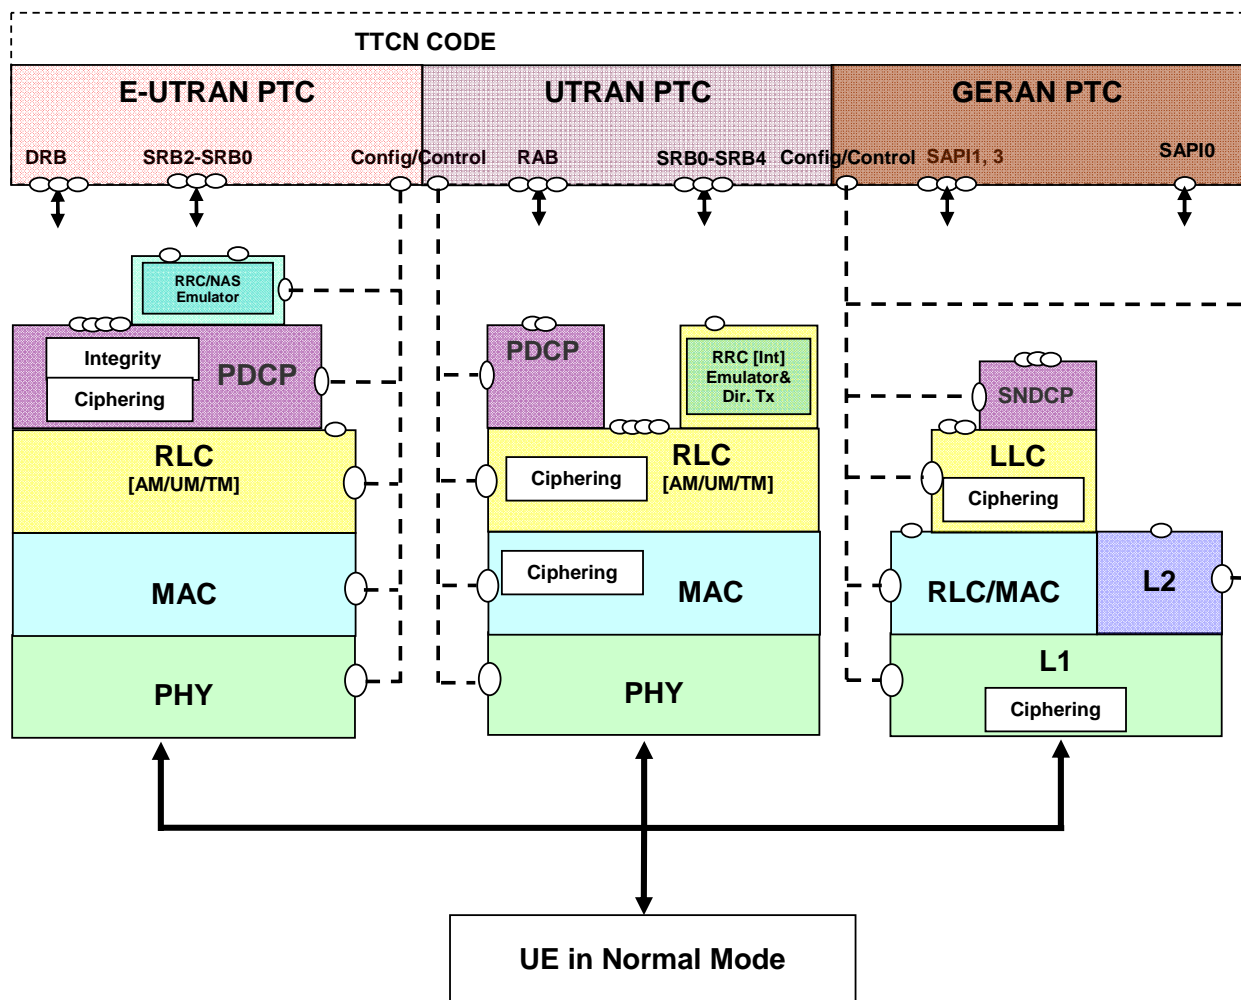 TTCN CODE
E-UTRAN PTC
UTRAN PTC
GERAN PTC
DRB
SRB2-SRB0
Config/Control
RAB
SRB0-SRB4
Config/Control
SAPI1, 3
SAPI0
RRC/NAS
Emulator
Integrity
Ciphering
PDCP
RLC
[AM/UM/TM]
MAC
PHY
PDCP
RRC [Int]
Emulator&
Dir. Tx
Ciphering
RLC
[AM/UM/TM]
Ciphering
MAC
PHY
SNDCP
LLC
Ciphering
RLC/MAC
L2
L1
Ciphering
UE in Normal Mode